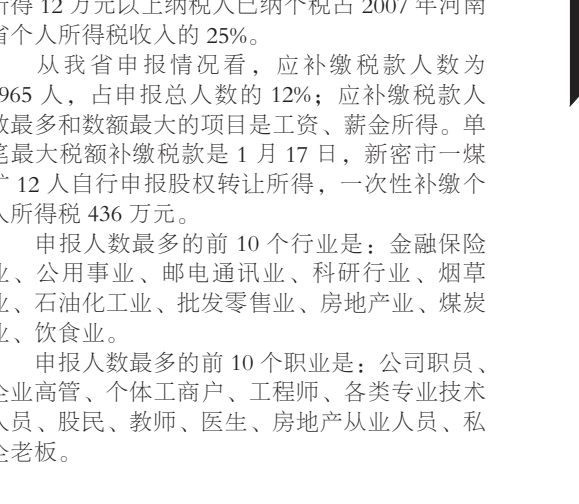 所得 12 万元以上纳税人已纳个税占 2007 年河南
省个人所得税收入的 25%。
从我省申报情况看，应补缴税款人数为
965 人，占申报总人数的 12%；应补缴税款人
数最多和数额最大的项目是工资、薪金所得。单
笔最大税额补缴税款是 1 月 17 日，新密市一煤
矿 12 人自行申报股权转让所得，一次性补缴个
人所得税 436 万元。
申报人数最多的前 10 个行业是：金融保险
业、公用事业、邮电通讯业、科研行业、烟草
业、石油化工业、批发零售业、房地产业、煤炭
业、饮食业。
申报人数最多的前 10 个职业是：公司职员、
企业高管、个体工商户、工程师、各类专业技术
人员、股民、教师、医生、房地产从业人员、私
企老板。